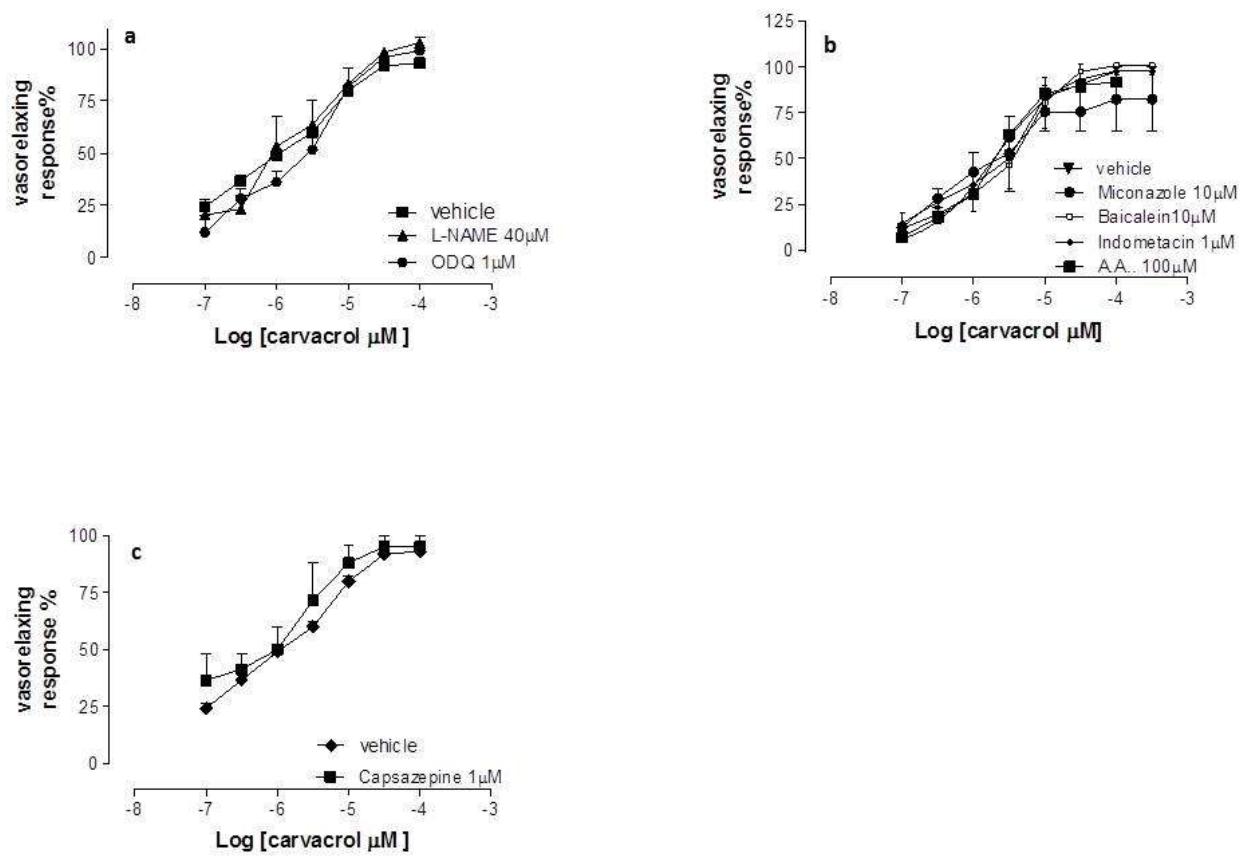 a
vasorelaxing
response%
100
75
50
25
0
vehicle
L-NAME 40µM
ODQ 1µM
-8 -7 -6 -5 -4 -3
Log [carvacrol µM ]
b
vasorelaxing
response%
125
100
75
50
25
0
vehicle
Miconazole 10µM
Baicalein10µM
Indometacin 1µM
A.A.. 100µM
-8 -7 -6 -5 -4 -3
Log [carvacrol µM]
c
vasorelaxing
response %
100
75
50
25
0
vehicle
Capsazepine 1µM
-8 -7 -6 -5 -4 -3
Log [carvacrol µM ]